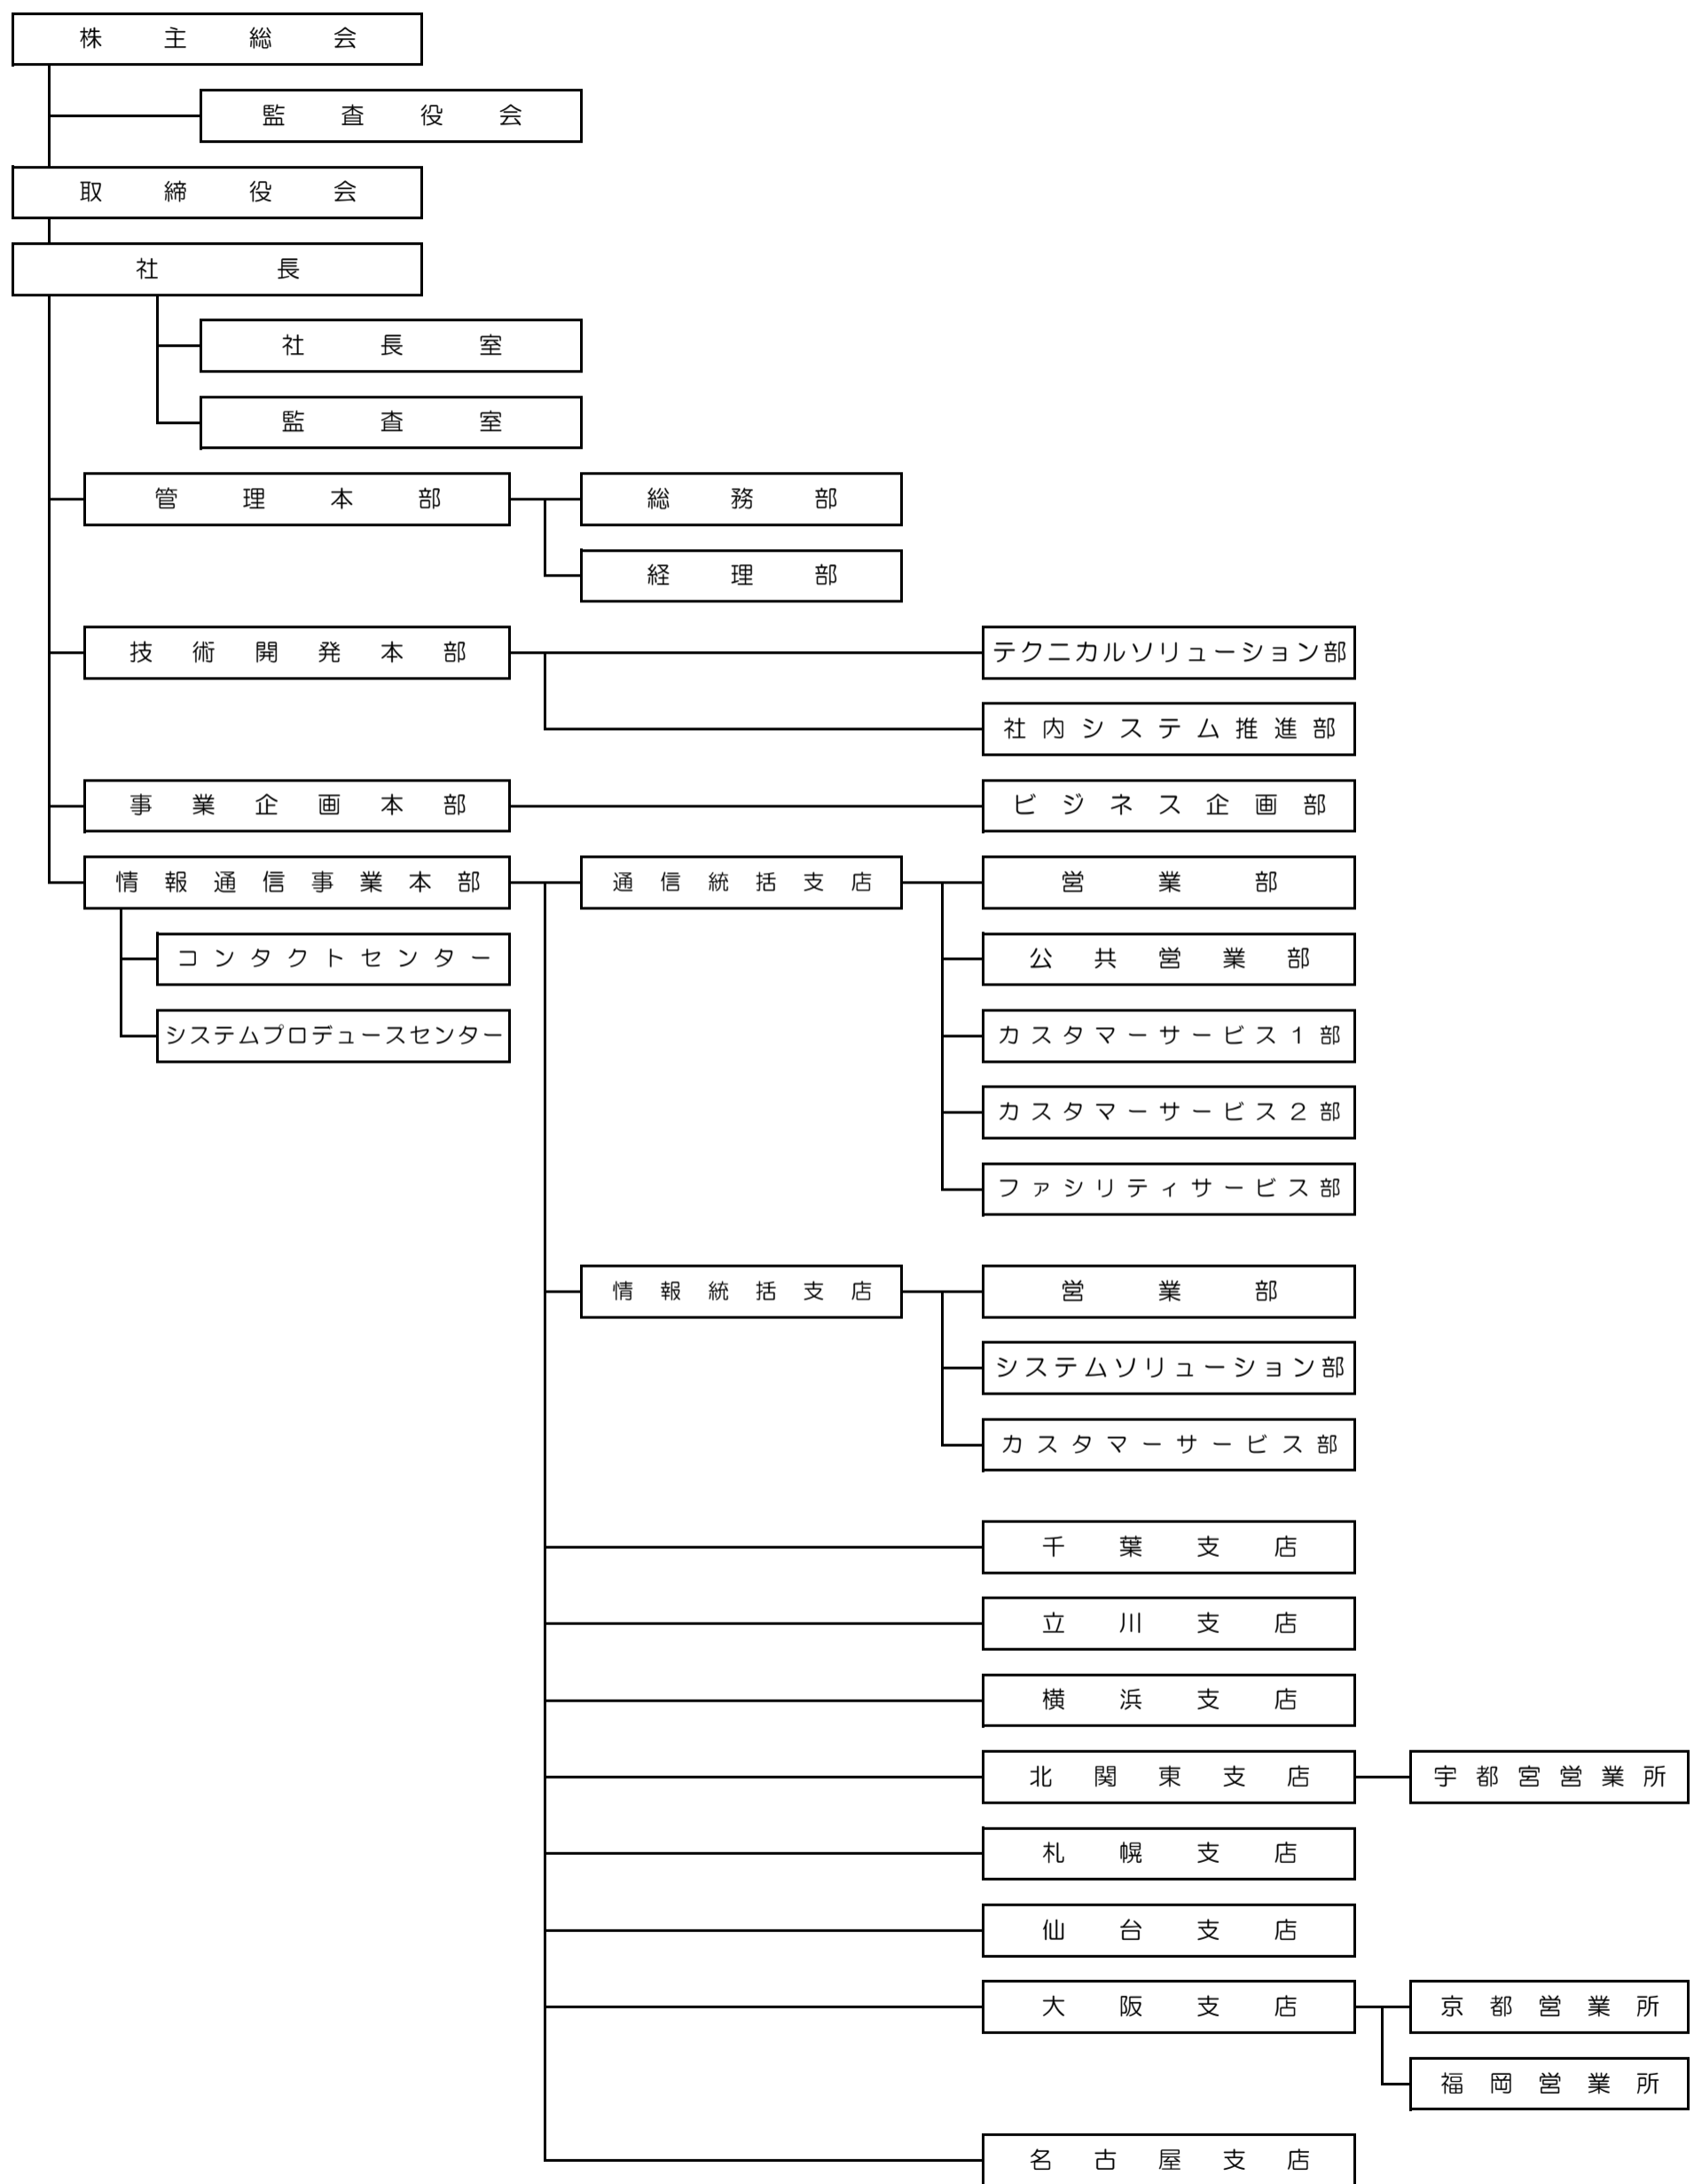 株主総会
監査役会
取締役会
社長
社長室
監査室
管理本部
総務部
経理部
技術開発本部
テクニカルソリューション部
社内システム推進部
事業企画本部
ビジネス企画部
情報通信事業本部
通信統括支店
営業部
コンタクトセンター
公共営業部
システムプロデュースセンター
カスタマーサービス1部
カスタマーサービス2部
ファシリティサービス部
情報統括支店
営業部
システムソリューション部
カスタマーサービス部
千葉支店
立川支店
横浜支店
北関東支店
宇都宮営業所
札幌支店
仙台支店
大阪支店
京都営業所
福岡営業所
名古屋支店